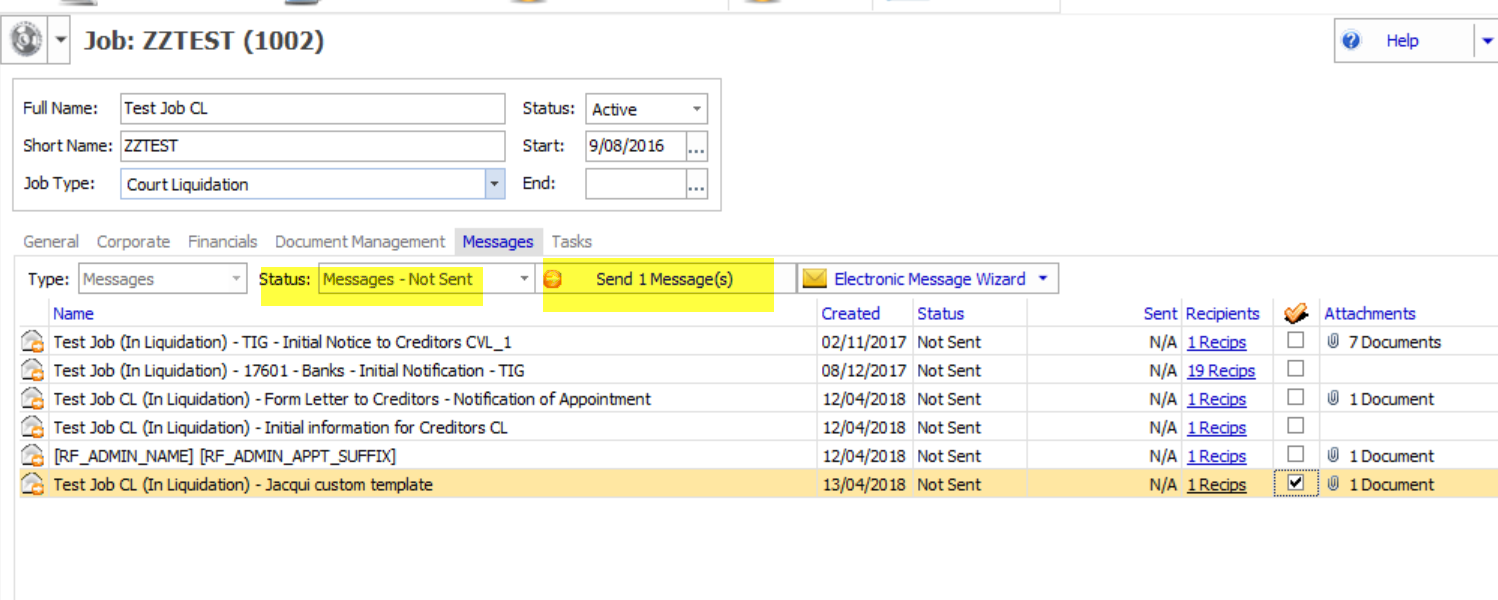 Job: ZZTEST (1002)
Help
Full Name: Test Job CL Status: Active
Short Name: ZZTEST Start: 9/08/2016 ...
Job Type: Court Liquidation End: ...
General Corporate Financials Document Management Messages Tasks
Type: Messages Status: Messages - Not Sent Send 1 Message(s) Electronic Message Wizard
Name Created Status Sent Recipients Attachments
Test Job (In Liquidation) - TIG - Initial Notice to Creditors CVL_1 02/11/2017 Not Sent N/A 1 Recips 7 Documents
Test Job (In Liquidation) - 17601 - Banks - Initial Notification - TIG 08/12/2017 Not Sent N/A 19 Recips
Test Job CL (In Liquidation) - Form Letter to Creditors - Notification of Appointment 12/04/2018 Not Sent N/A 1 Recips 1 Document
Test Job CL (In Liquidation) - Initial information for Creditors CL 12/04/2018 Not Sent N/A 1 Recips
[RF_ADMIN_NAME] [RF_ADMIN_APPT_SUFFIX] 12/04/2018 Not Sent N/A 1 Recips 1 Document
Test Job CL (In Liquidation) - Jacqui custom template 13/04/2018 Not Sent N/A 1 Recips 1 Document